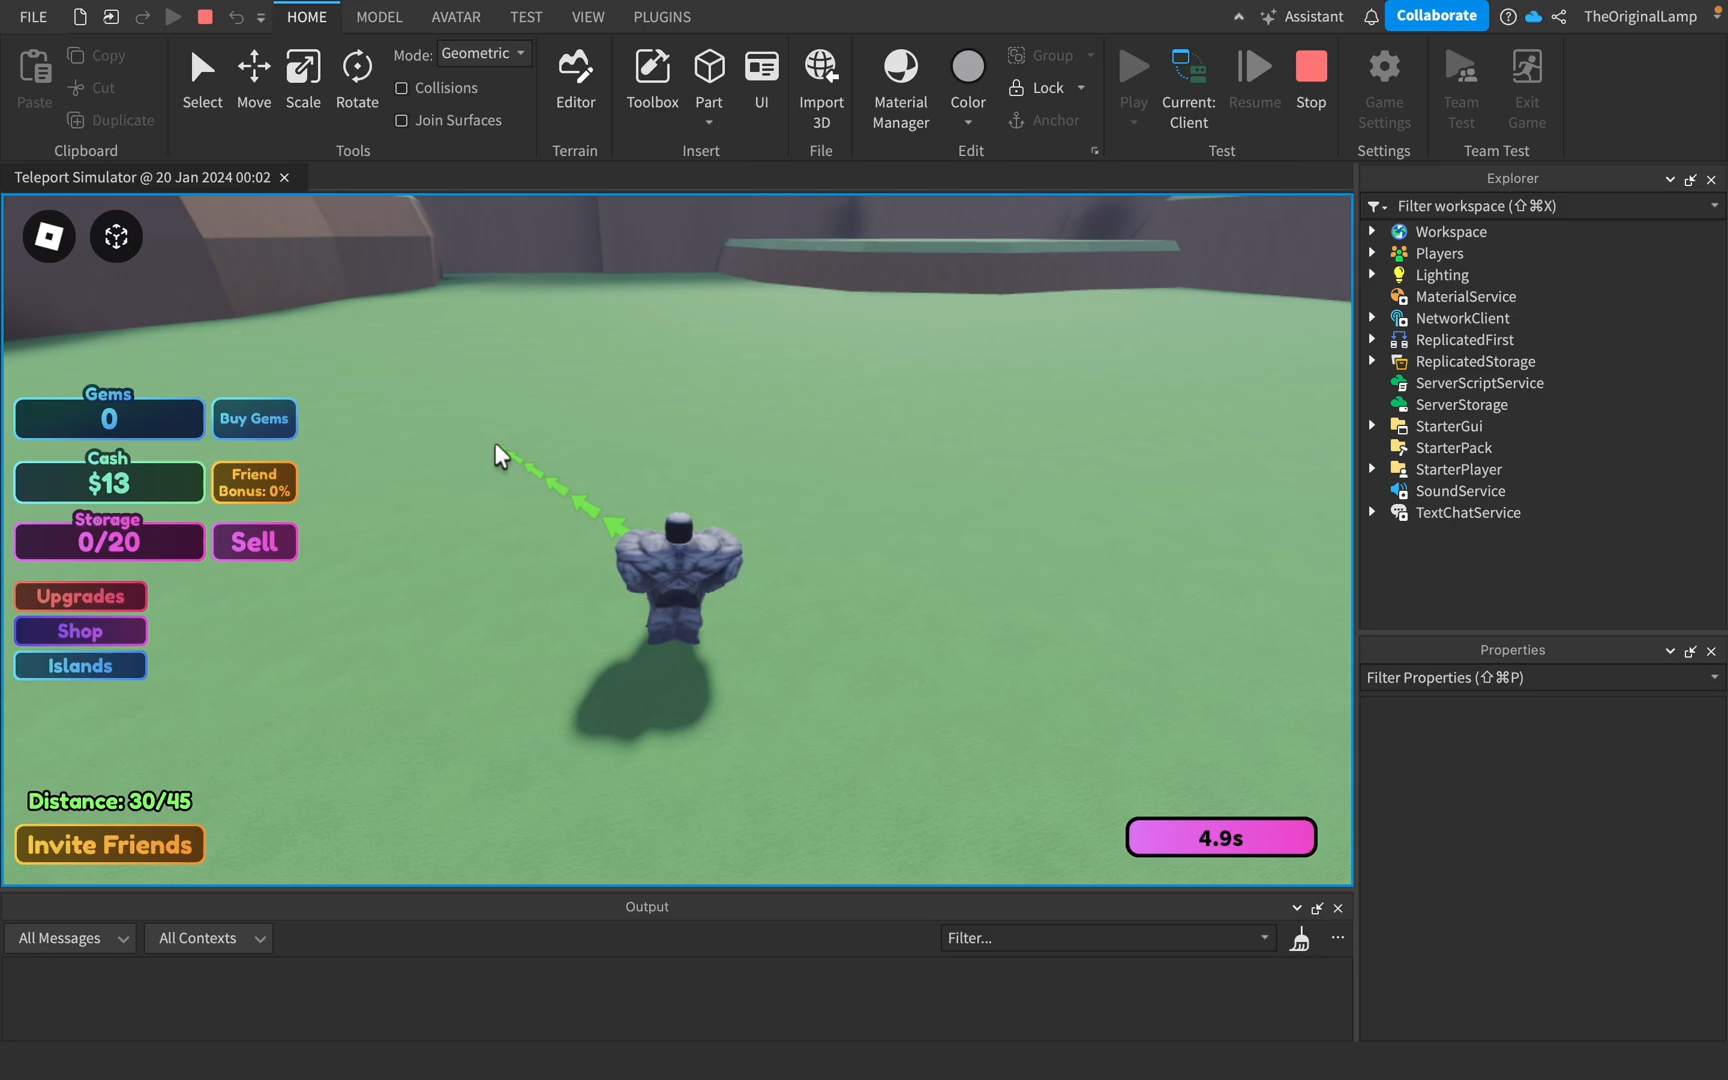 FILE
HOME
MODEL
AVATAR
TEST
VIEW
PLUGINS
Assistant
Collaborate
TheOriginalLamp
Paste
Copy
Cut
Duplicate
Clipboard
Select
Move
Scale
Rotate
Mode: Geometric
Collisions
Join Surfaces
Tools
Editor
Terrain
Toolbox
Part
UI
Insert
Import
3D
File
Material
Manager
Color
Group
Lock
Anchor
Edit
Play
Current:
Client
Resume
Stop
Test
Game
Settings
Settings
Team
Test
Exit
Game
Team Test
Teleport Simulator @ 20 Jan 2024 00:02
Gems
0
Buy Gems
Cash
$13
Friend
Bonus: 0%
Storage
0/20
Sell
Upgrades
Shop
Islands
Distance: 30/45
Invite Friends
4.9s
Explorer
Filter workspace (⇧⌘X)
Workspace
Players
Lighting
MaterialService
NetworkClient
ReplicatedFirst
ReplicatedStorage
ServerScriptService
ServerStorage
StarterGui
StarterPack
StarterPlayer
SoundService
TextChatService
Properties
Filter Properties (⇧⌘P)
Output
All Messages
All Contexts
Filter...